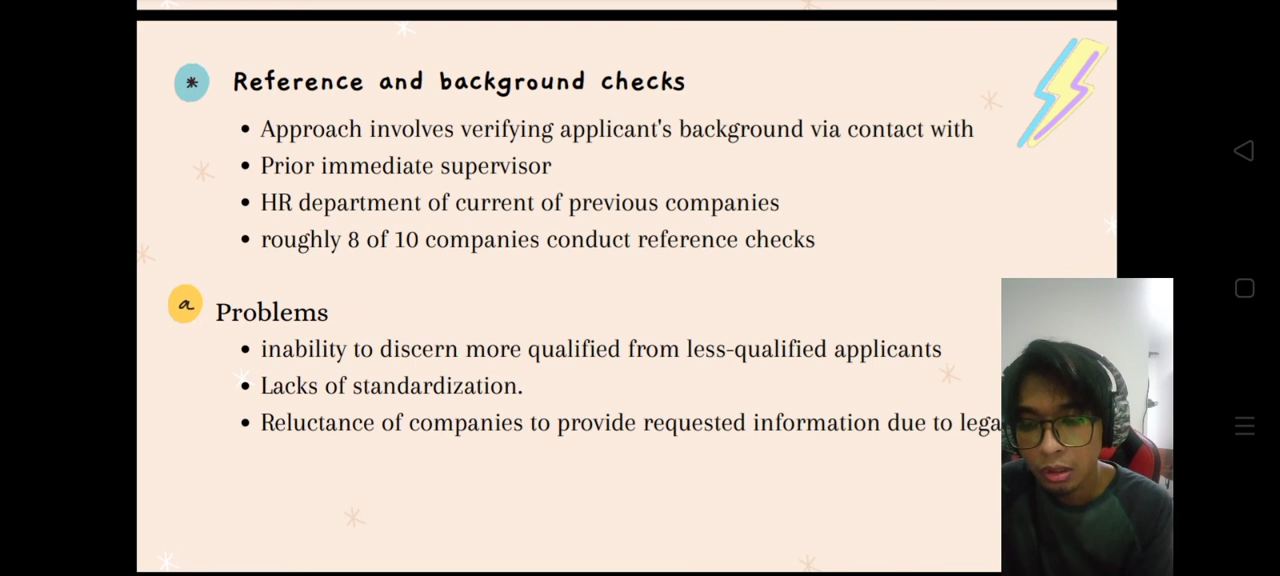 Reference and background checks
Approach involves verifying applicant's background via contact with
Prior immediate supervisor
HR department of current of previous companies
roughly 8 of 10 companies conduct reference checks
a
Problems
inability to discern more qualified from less-qualified applicants
Lacks of standardization.
Reluctance of companies to provide requested information due to